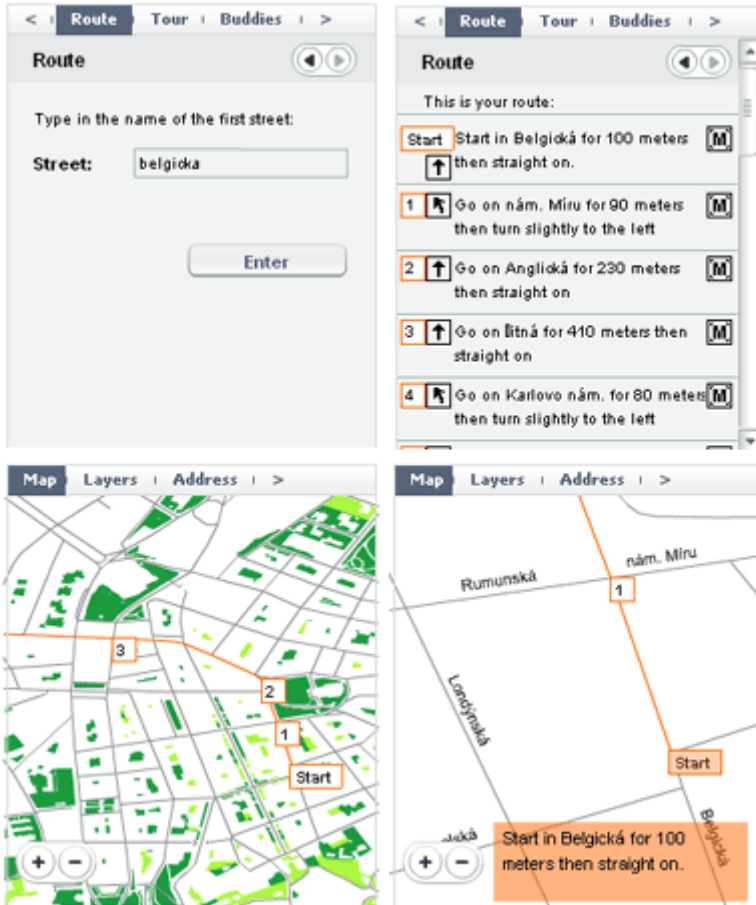 < Route Tour Buddies >
Route
Type in the name of the first street:
Street: belgicka
Enter
< Route Tour Buddies >
Route
This is your route:
Start Start in Belgická for 100 meters M
then straight on.
1 Go on nám. Míru for 90 meters M
then turn slightly to the left
2 Go on Anglická for 230 meters M
then straight on
3 Go on itná for 410 meters then M
straight on
4 Go on Karlovo nám. for 80 meters M
then turn slightly to the left
Map Layers Address >
3
2
1
Start
+ −
Map Layers Address >
nám. Míru
Rumunská
1
Londýnská
Start
Belgická
lská
Start in Belgická for 100
meters then straight on.
+ −